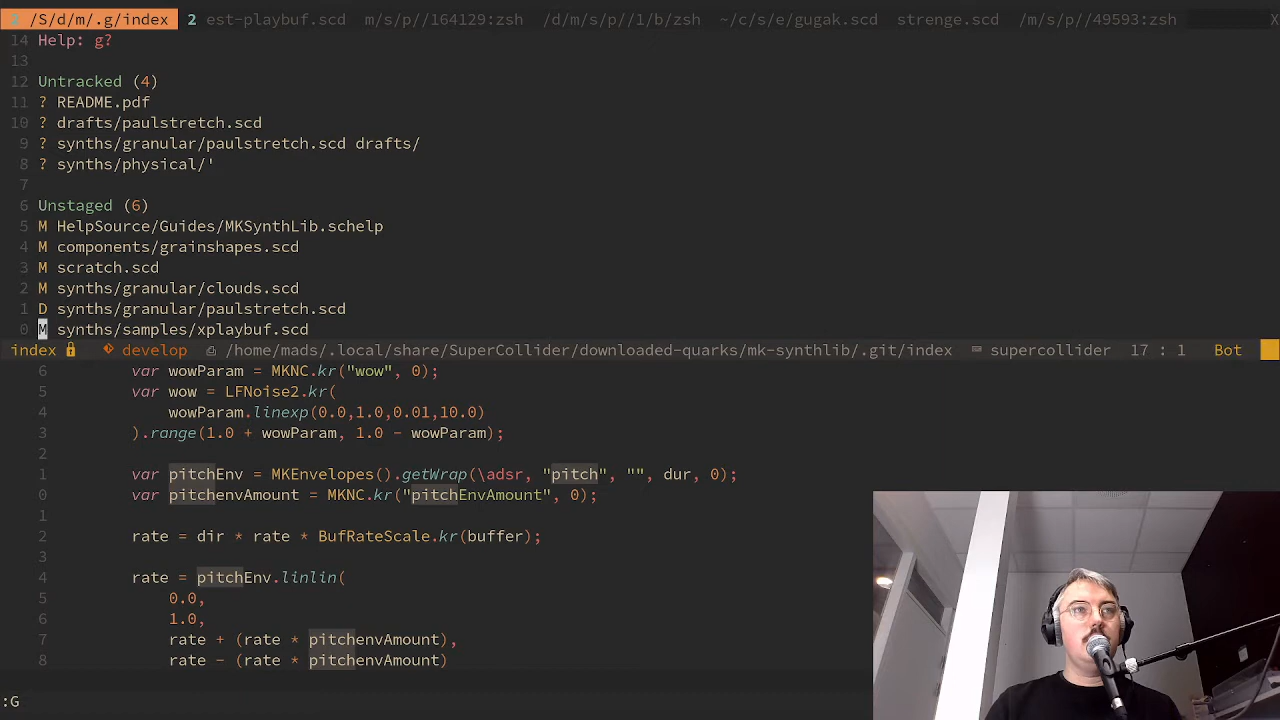 /S/d/m/.g/index 2 est-playbuf.scd m/s/p//164129:zsh /d/m/s/p//1/b/zsh ~/c/s/e/gugak.scd strenge.scd /m/s/p//49593:zsh X
14 Help: g?
13
12 Untracked (4)
11 ? README.pdf
10 ? drafts/paulstretch.scd
9 ? synths/granular/paulstretch.scd drafts/
8 ? synths/physical/'
7
6 Unstaged (6)
5 M HelpSource/Guides/MKSynthLib.schelp
4 M components/grainshapes.scd
3 M scratch.scd
2 M synths/granular/clouds.scd
1 D synths/granular/paulstretch.scd
0 M synths/samples/xplaybuf.scd
index develop /home/mads/.local/share/SuperCollider/downloaded-quarks/mk-synthlib/.git/index supercollider 17 : 1 Bot
6 var wowParam = MKNC.kr("wow", 0);
5 var wow = LFNoise2.kr(
4 wowParam.linexp(0.0,1.0,0.01,10.0)
3 ).range(1.0 + wowParam, 1.0 - wowParam);
2
1 var pitchEnv = MKEnvelopes().getWrap(\adsr, "pitch", "", dur, 0);
0 var pitchenvAmount = MKNC.kr("pitchEnvAmount", 0);
1
2 rate = dir * rate * BufRateScale.kr(buffer);
3
4 rate = pitchEnv.linlin(
5 0.0,
6 1.0,
7 rate + (rate * pitchenvAmount),
8 rate - (rate * pitchenvAmount)
:G